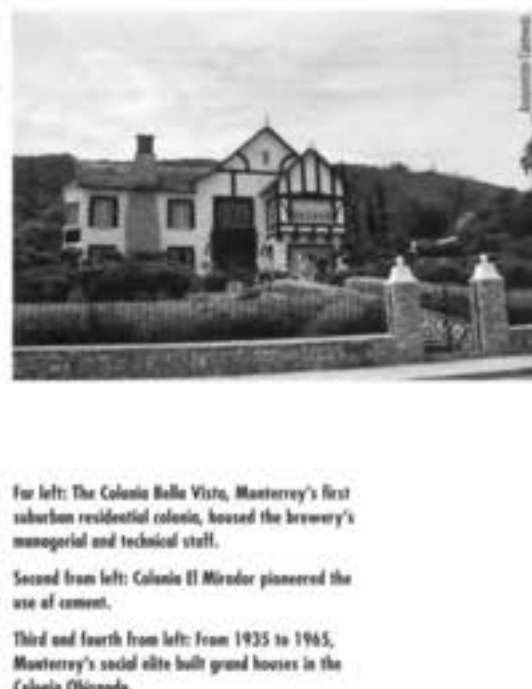 Far left: The Colonia Bella Vista, Monterrey's first
suburban residential colonia, housed the brewery's
managerial and technical staff.
Second from left: Colonia El Mirador pioneered the
use of cement.
Third and fourth from left: From 1935 to 1965,
Monterrey's social elite built grand houses in the
Colonia Obispado.